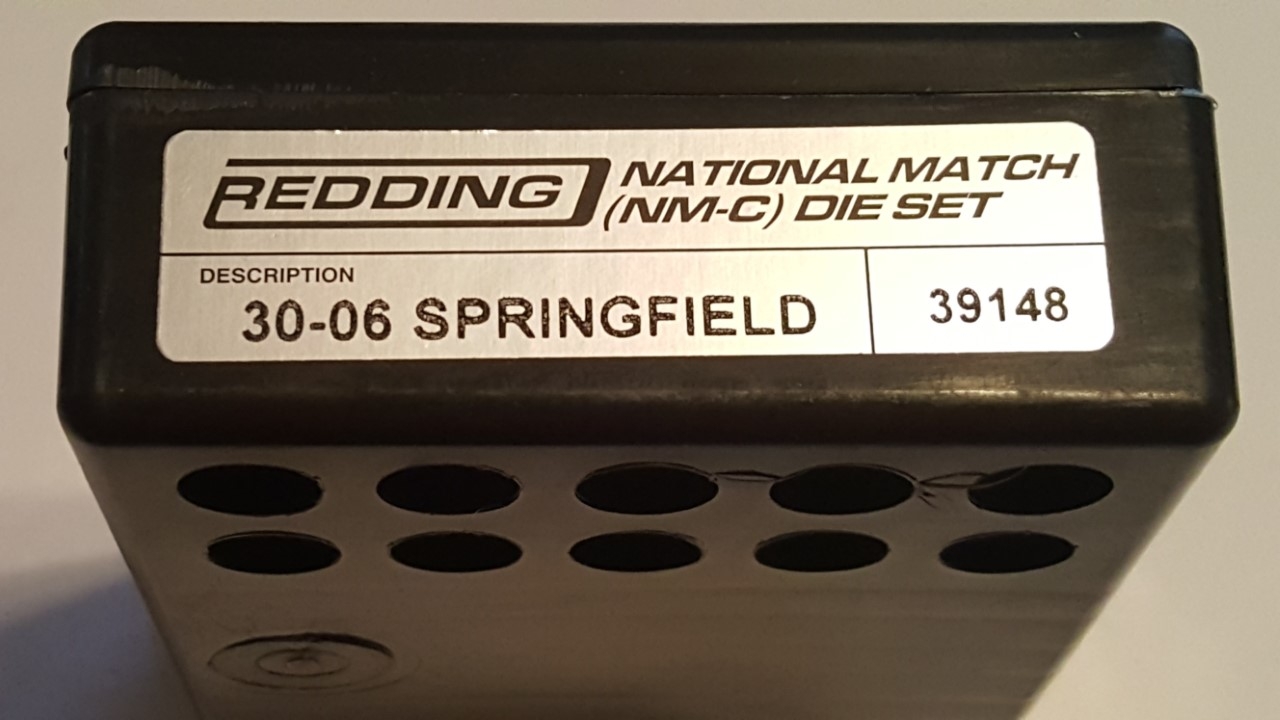 REDDING NATIONAL MATCH
(NM-C) DIE SET
DESCRIPTION
30-06 SPRINGFIELD
39148